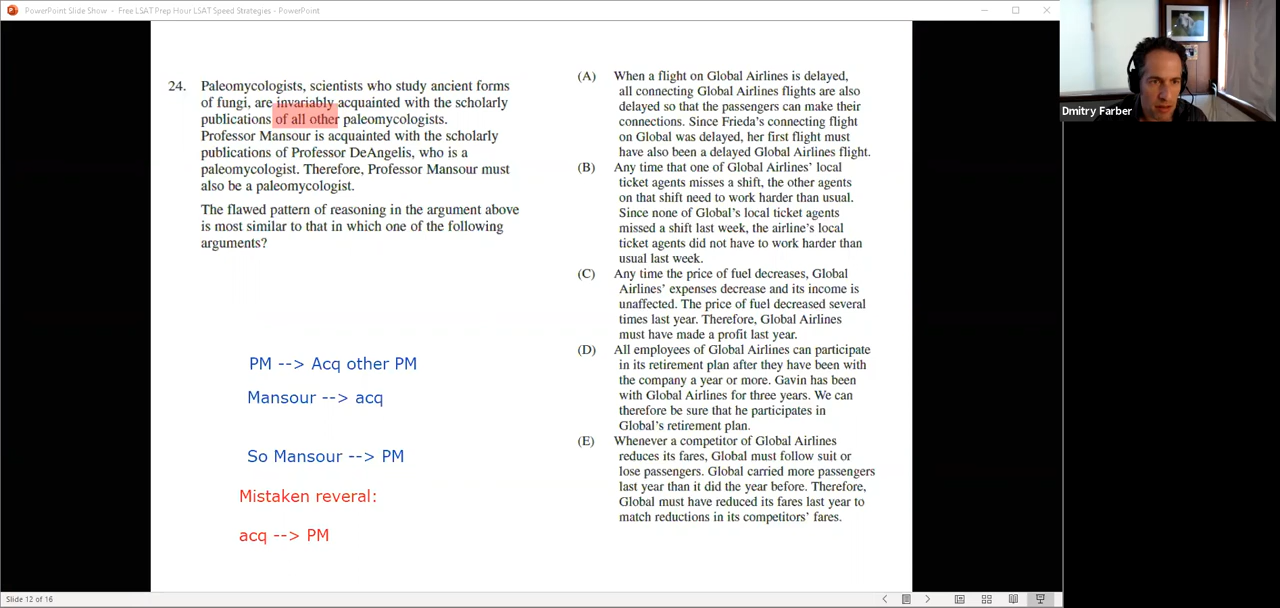 PowerPoint Slide Show - Free LSAT Prep Hour LSAT Speed Strategies - PowerPoint
Dmitry Farber
24. Paleomycologists, scientists who study ancient forms
of fungi, are invariably acquainted with the scholarly
publications of all other paleomycologists.
Professor Mansour is acquainted with the scholarly
publications of Professor DeAngelis, who is a
paleomycologist. Therefore, Professor Mansour must
also be a paleomycologist.
The flawed pattern of reasoning in the argument above
is most similar to that in which one of the following
arguments?
PM --> Acq other PM
Mansour --> acq
So Mansour --> PM
Mistaken reveral:
acq --> PM
(A) When a flight on Global Airlines is delayed,
all connecting Global Airlines flights are also
delayed so that the passengers can make their
connections. Since Frieda's connecting flight
on Global was delayed, her first flight must
have also been a delayed Global Airlines flight.
(B) Any time that one of Global Airlines' local
ticket agents misses a shift, the other agents
on that shift need to work harder than usual.
Since none of Global's local ticket agents
missed a shift last week, the airline's local
ticket agents did not have to work harder than
usual last week.
(C) Any time the price of fuel decreases, Global
Airlines' expenses decrease and its income is
unaffected. The price of fuel decreased several
times last year. Therefore, Global Airlines
must have made a profit last year.
(D) All employees of Global Airlines can participate
in its retirement plan after they have been with
the company a year or more. Gavin has been
with Global Airlines for three years. We can
therefore be sure that he participates in
Global's retirement plan.
(E) Whenever a competitor of Global Airlines
reduces its fares, Global must follow suit or
lose passengers. Global carried more passengers
last year than it did the year before. Therefore,
Global must have reduced its fares last year to
match reductions in its competitors' fares.
Slide 12 of 16